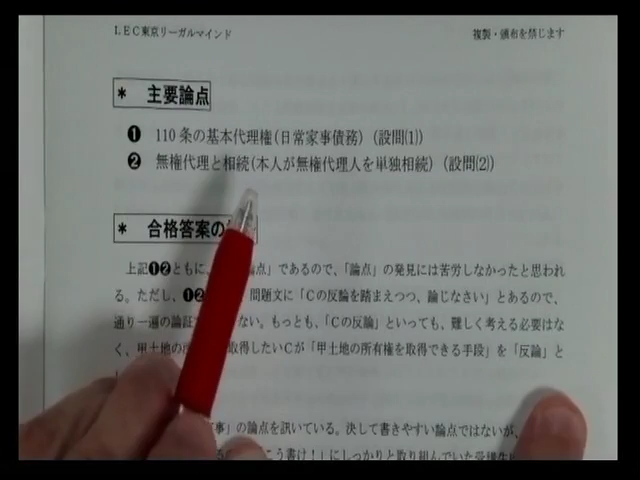 LEC東京リーガルマインド 複製・頒布を禁じます
* 主要論点
❶ 110条の基本代理権(日常家事債務)(設問(1))
❷ 無権代理と相続(本人が無権代理人を単独相続)(設問(2))
* 合格答案の
上記❶❷ともに、 論点」であるので、「論点」の発見には苦労しなかったと思われ
る。ただし、❶ 問題文に「Cの反論を踏まえつつ、論じなさい」とあるので、
通り一遍の論証 ない。もっとも、「Cの反論」といっても、難しく考える必要はな
く、甲土地の 取得したいCが「甲土地の所有権を取得できる手段」を「反論」と
事」の論点を訊いている。決して書きやすい論点ではないが、
こう書け!」にしっかりと取り組んでいた受